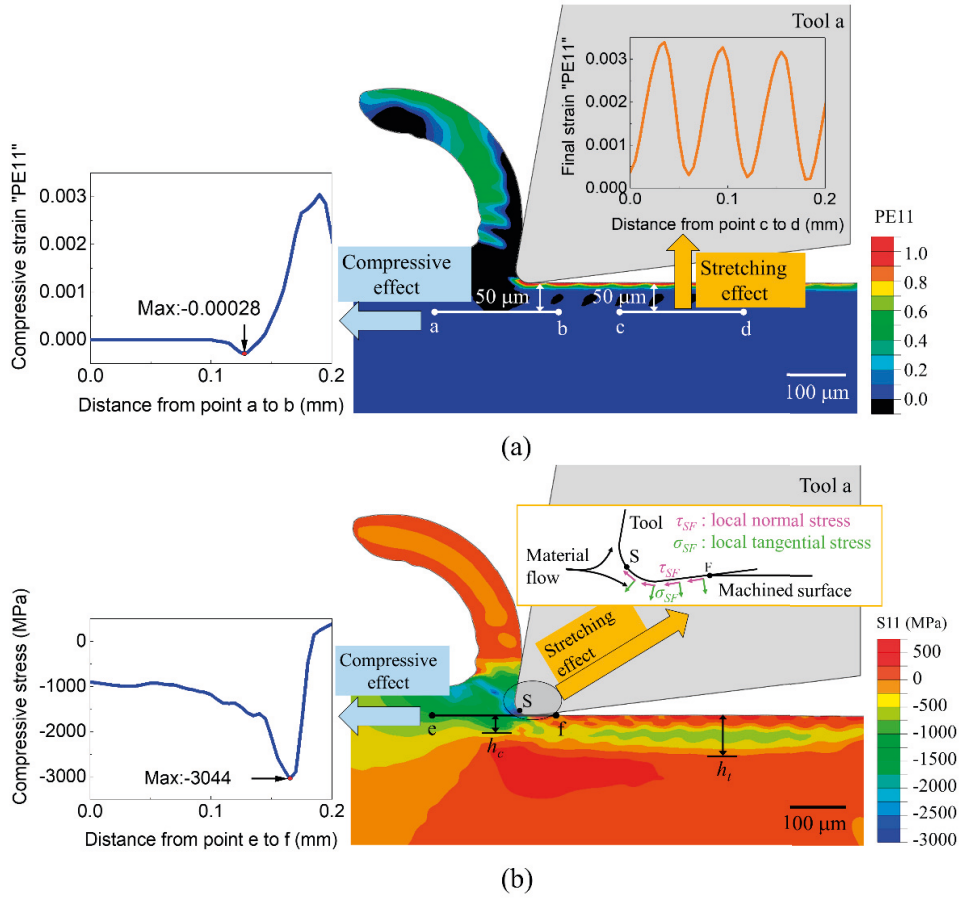 Tool a
Final strain "PE11"
0.003
0.002
0.001
0.000
0.0
0.1
0.2
Distance from point c to d (mm)
Compressive strain "PE11"
0.003
0.002
0.001
0.000
Max:-0.00028
0.0
0.1
0.2
Distance from point a to b (mm)
Compressive
effect
Stretching
effect
50 μm
50 μm
a
b
c
d
100 μm
PE11
1.0
0.8
0.6
0.4
0.2
0.0
(a)
Tool a
Tool
τSF : local normal stress
σSF : local tangential stress
Material
flow
S
F
τSF
σSF
Machined surface
Compressive stress (MPa)
0
-1000
-2000
-3000
Max:-3044
0.0
0.1
0.2
Distance from point e to f (mm)
Compressive
effect
Stretching
effect
S
e
f
hc
ht
100 μm
S11 (MPa)
500
0
-500
-1000
-1500
-2000
-2500
-3000
(b)